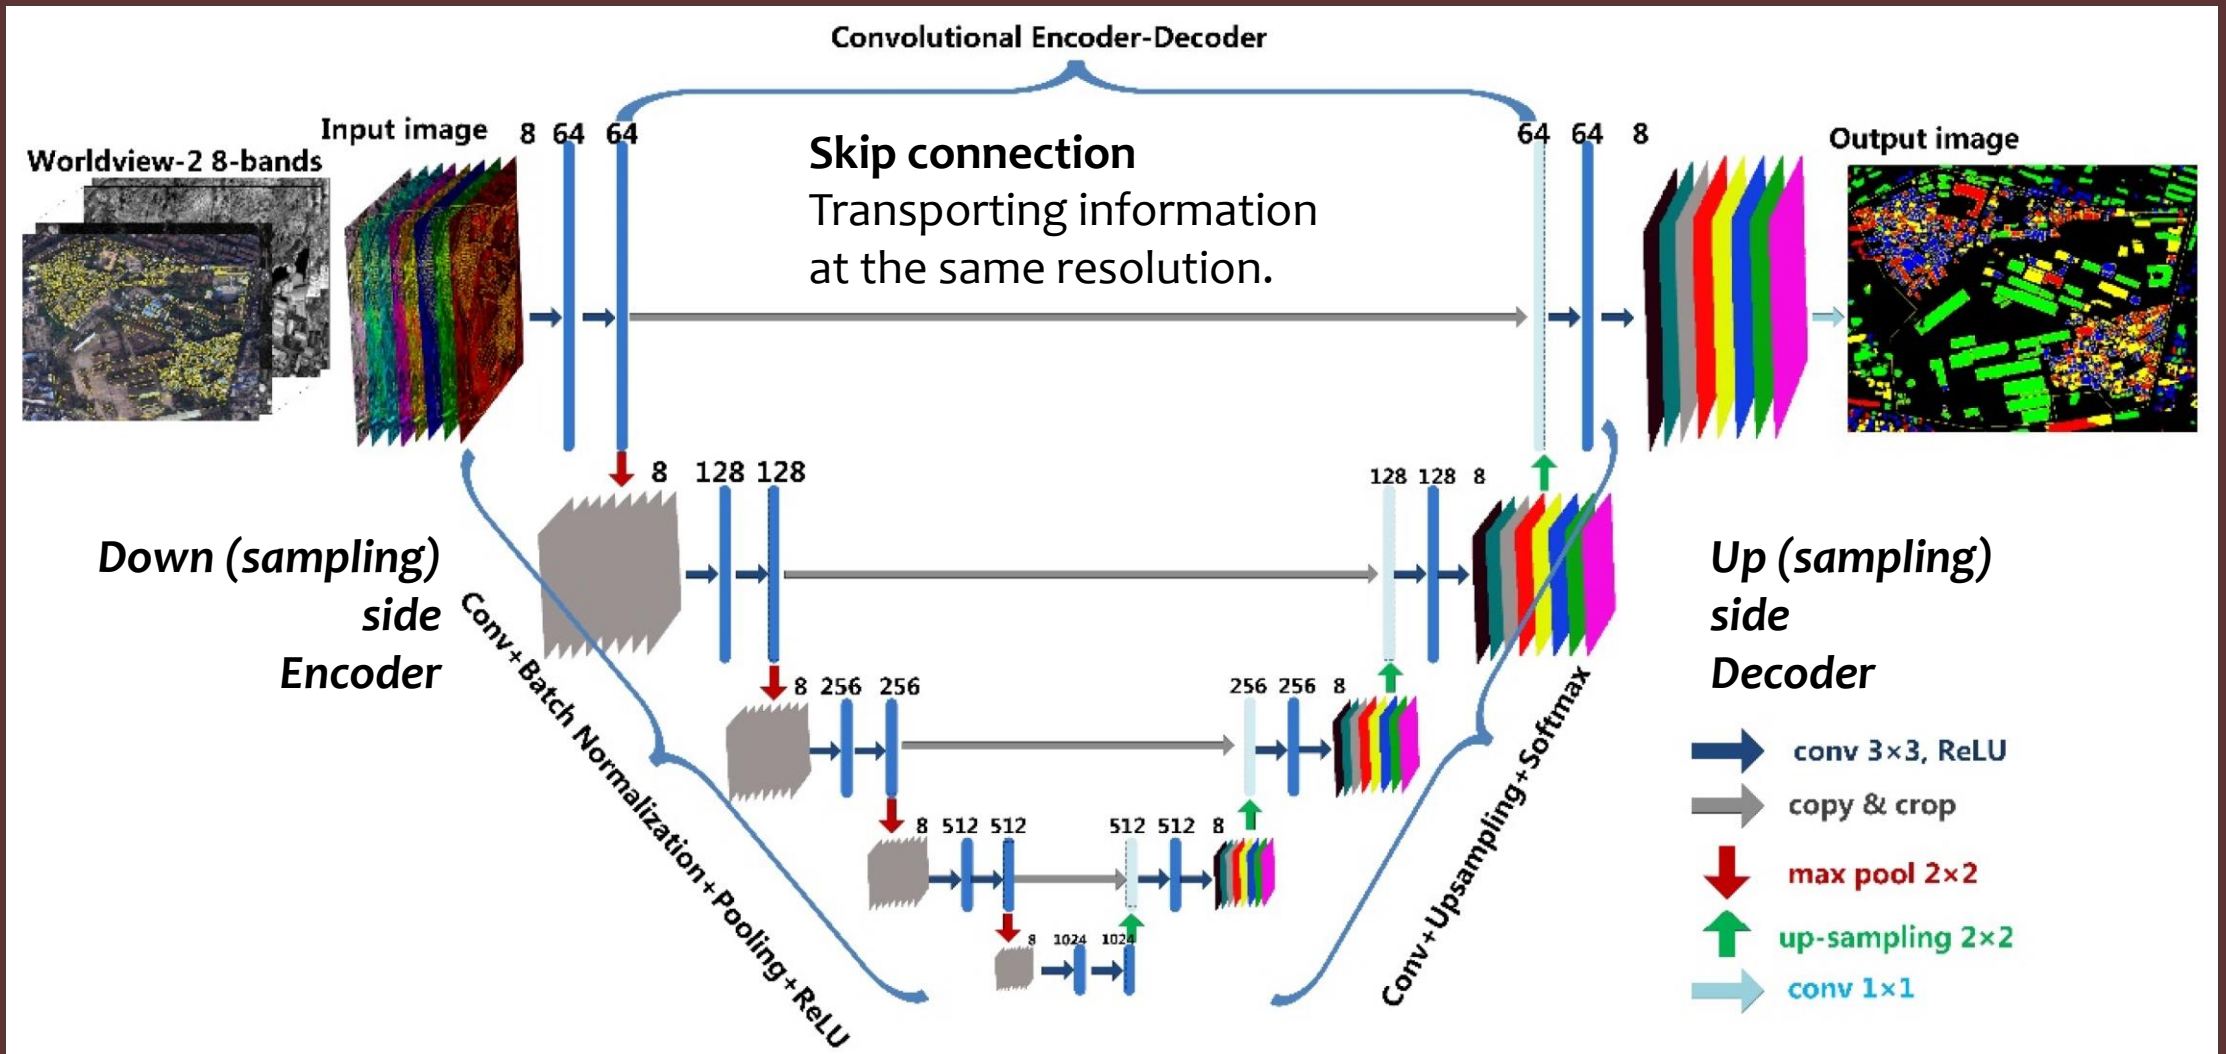 Convolutional Encoder-Decoder
Input image
8 64 64
64 64 8
Output image
Worldview-2 8-bands
Skip connection
Transporting information
at the same resolution.
8 128 128
128 128 8
Down (sampling)
side
Encoder
Up (sampling)
side
Decoder
Conv+Batch Normalization+Pooling+ReLU
Conv+Upsampling+Softmax
8 256 256
256 256 8
8 512 512
512 512 8
8 1024 1024
conv 3×3, ReLU
copy & crop
max pool 2×2
up-sampling 2×2
conv 1×1